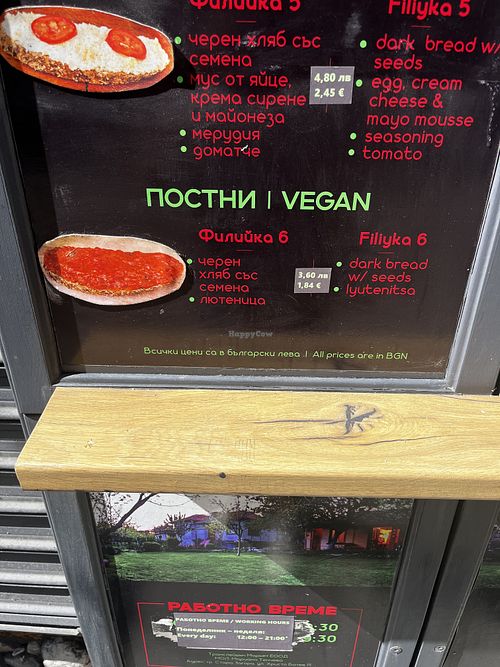 Филийка 5
черен хляб със
семена
мус от яйце,
крема сирене
и майонеза
мерудия
доматче
4,80 лв
2,45 €
Filiyka 5
dark bread w/
seeds
egg, cream
cheese &
mayo mousse
seasoning
tomato
ПОСТНИ | VEGAN
Филийка 6
черен
хляб със
семена
лютеница
3,60 лв
1,84 €
Filiyka 6
dark bread
w/ seeds
lyutenitsa
HappyCow
Всички цени са в български лева | All prices are in BGN
РАБОТНО ВРЕМЕ
РАБОТНО ВРЕМЕ / WORKING HOURS
Понеделник – неделя:
Every day: 12:00 – 21:00
:30
:30